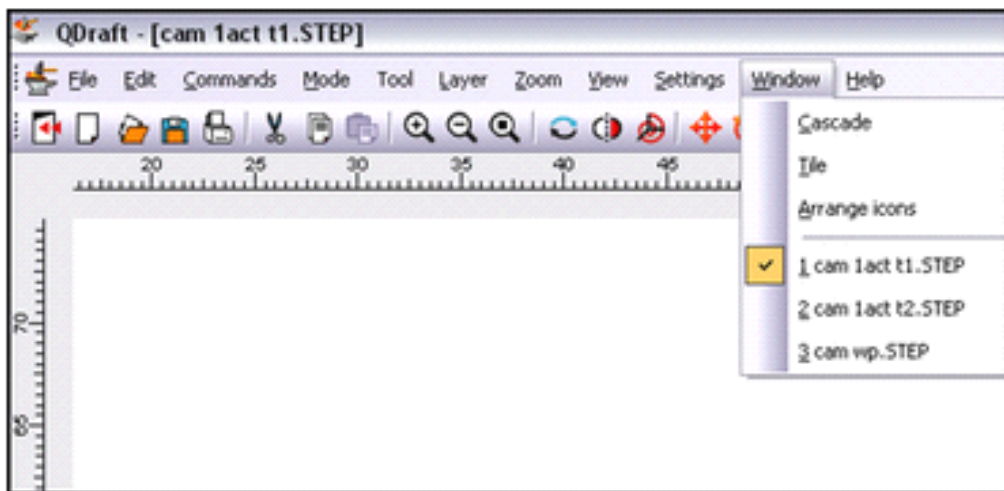 QDraft - [cam 1act t1.STEP]
File Edit Commands Mode Tool Layer Zoom View Settings Window Help
Cascade
Tile
Arrange icons
1 cam 1act t1.STEP
2 cam 1act t2.STEP
3 cam wp.STEP
20 25 30 35 40 45
70
65